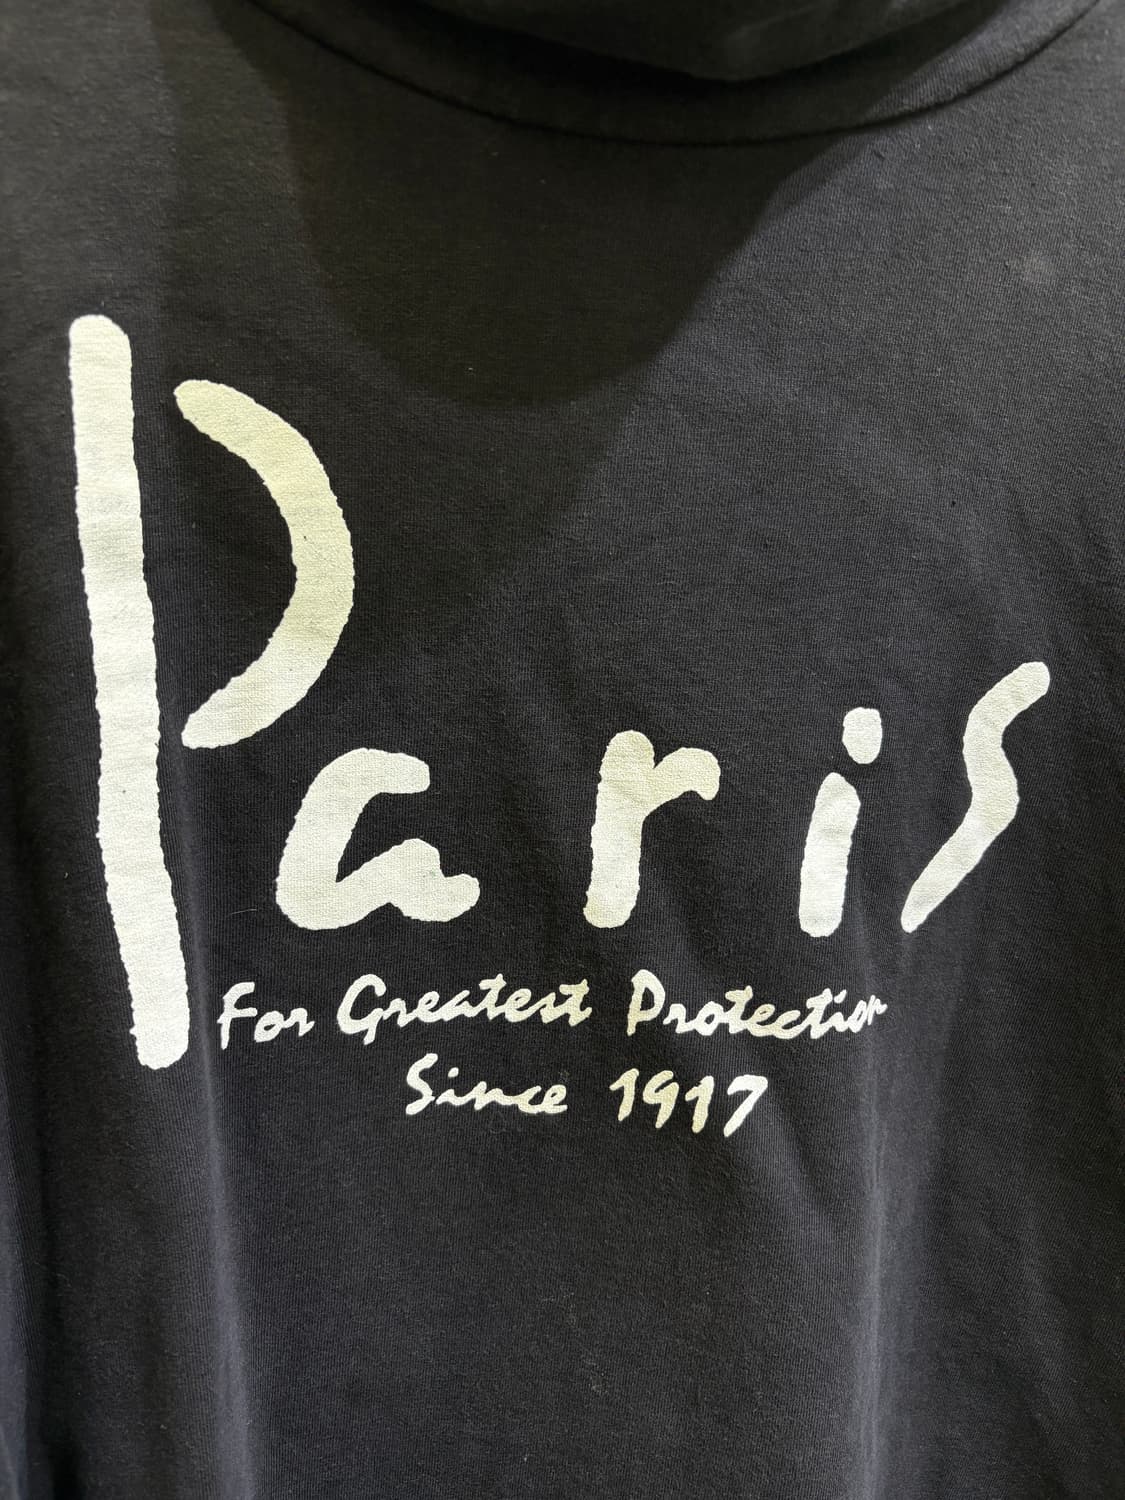 Paris
For Greatest Protection
Since 1917